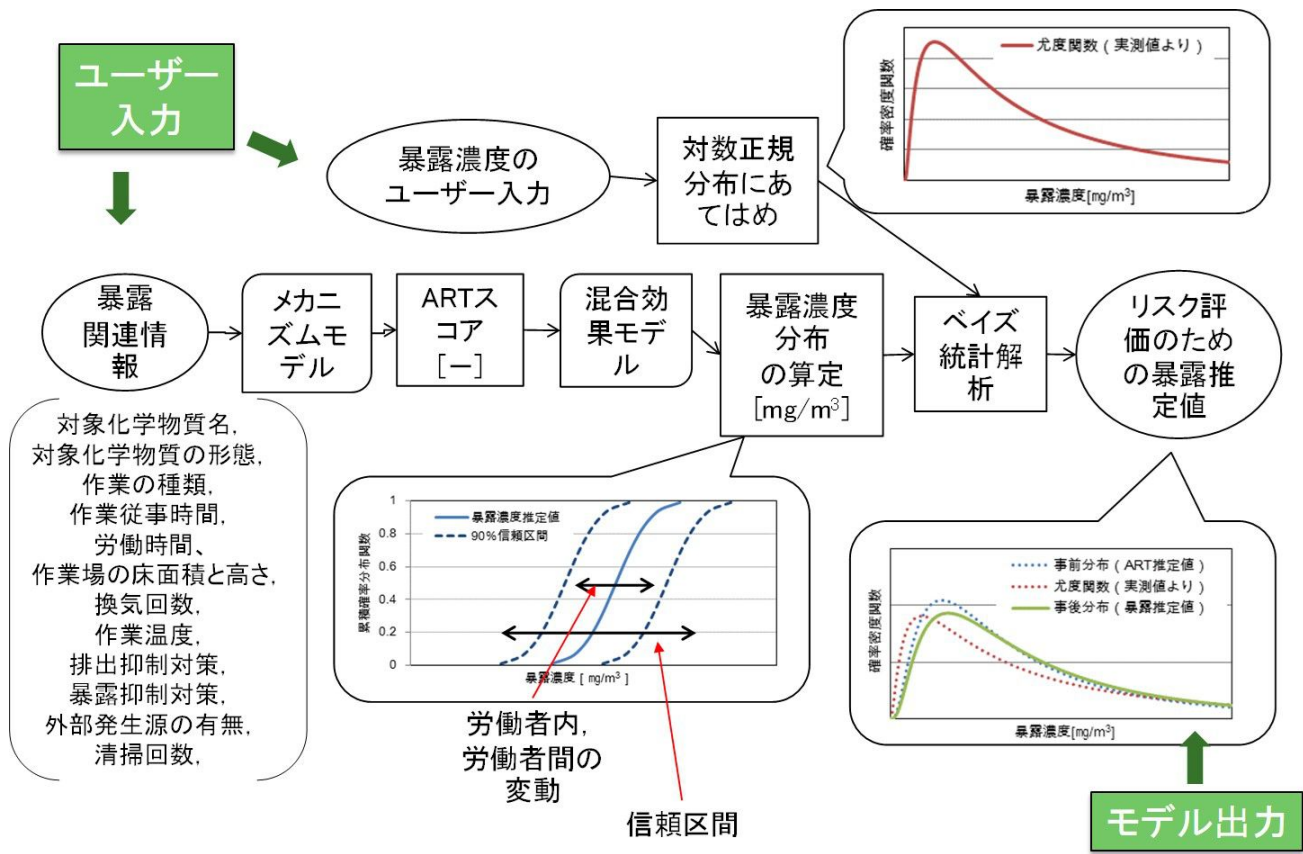 ユーザー
入力
暴露濃度の
ユーザー入力
対数正規
分布にあ
てはめ
確率密度関数
尤度関数（実測値より）
暴露濃度[mg/m³]
暴露
関連情
報
メカニ
ズムモ
デル
ARTス
コア
[ー]
混合効
果モデ
ル
暴露濃度
分布
の算定
[mg/m³]
ベイズ
統計解
析
リスク評
価のため
の暴露推
定値
対象化学物質名,
対象化学物質の形態,
作業の種類,
作業従事時間,
労働時間、
作業場の床面積と高さ,
換気回数,
作業温度,
排出抑制対策,
暴露抑制対策,
外部発生源の有無,
清掃回数,
累積確率分布関数
1
0.8
0.6
0.4
0.2
0
暴露濃度推定値
90%信頼区間
暴露濃度 [ mg/m³ ]
労働者内,
労働者間の
変動
信頼区間
確率密度関数
事前分布（ART推定値）
尤度関数（実測値より）
事後分布（暴露推定値）
暴露濃度[mg/m³]
モデル出力